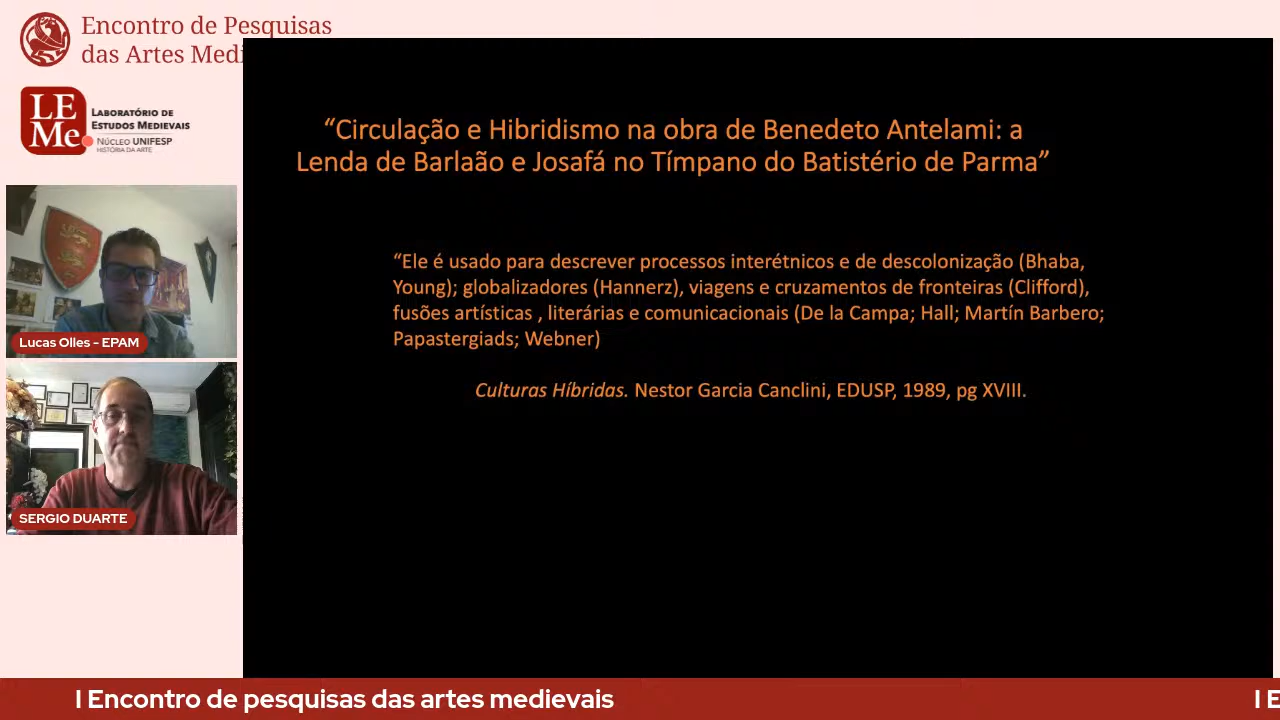 Encontro de Pesquisas
das Artes Medi
LE
Me
LABORATÓRIO DE
ESTUDOS MEDIEVAIS
NÚCLEO UNIFESP
HISTÓRIA DA ARTE
Lucas Olles - EPAM
SERGIO DUARTE
“Circulação e Hibridismo na obra de Benedeto Antelami: a
Lenda de Barlaão e Josafá no Tímpano do Batistério de Parma”
“Ele é usado para descrever processos interétnicos e de descolonização (Bhaba,
Young); globalizadores (Hannerz), viagens e cruzamentos de fronteiras (Clifford),
fusões artísticas , literárias e comunicacionais (De la Campa; Hall; Martín Barbero;
Papastergiads; Webner)
Culturas Híbridas. Nestor Garcia Canclini, EDUSP, 1989, pg XVIII.
I Encontro de pesquisas das artes medievais
I E